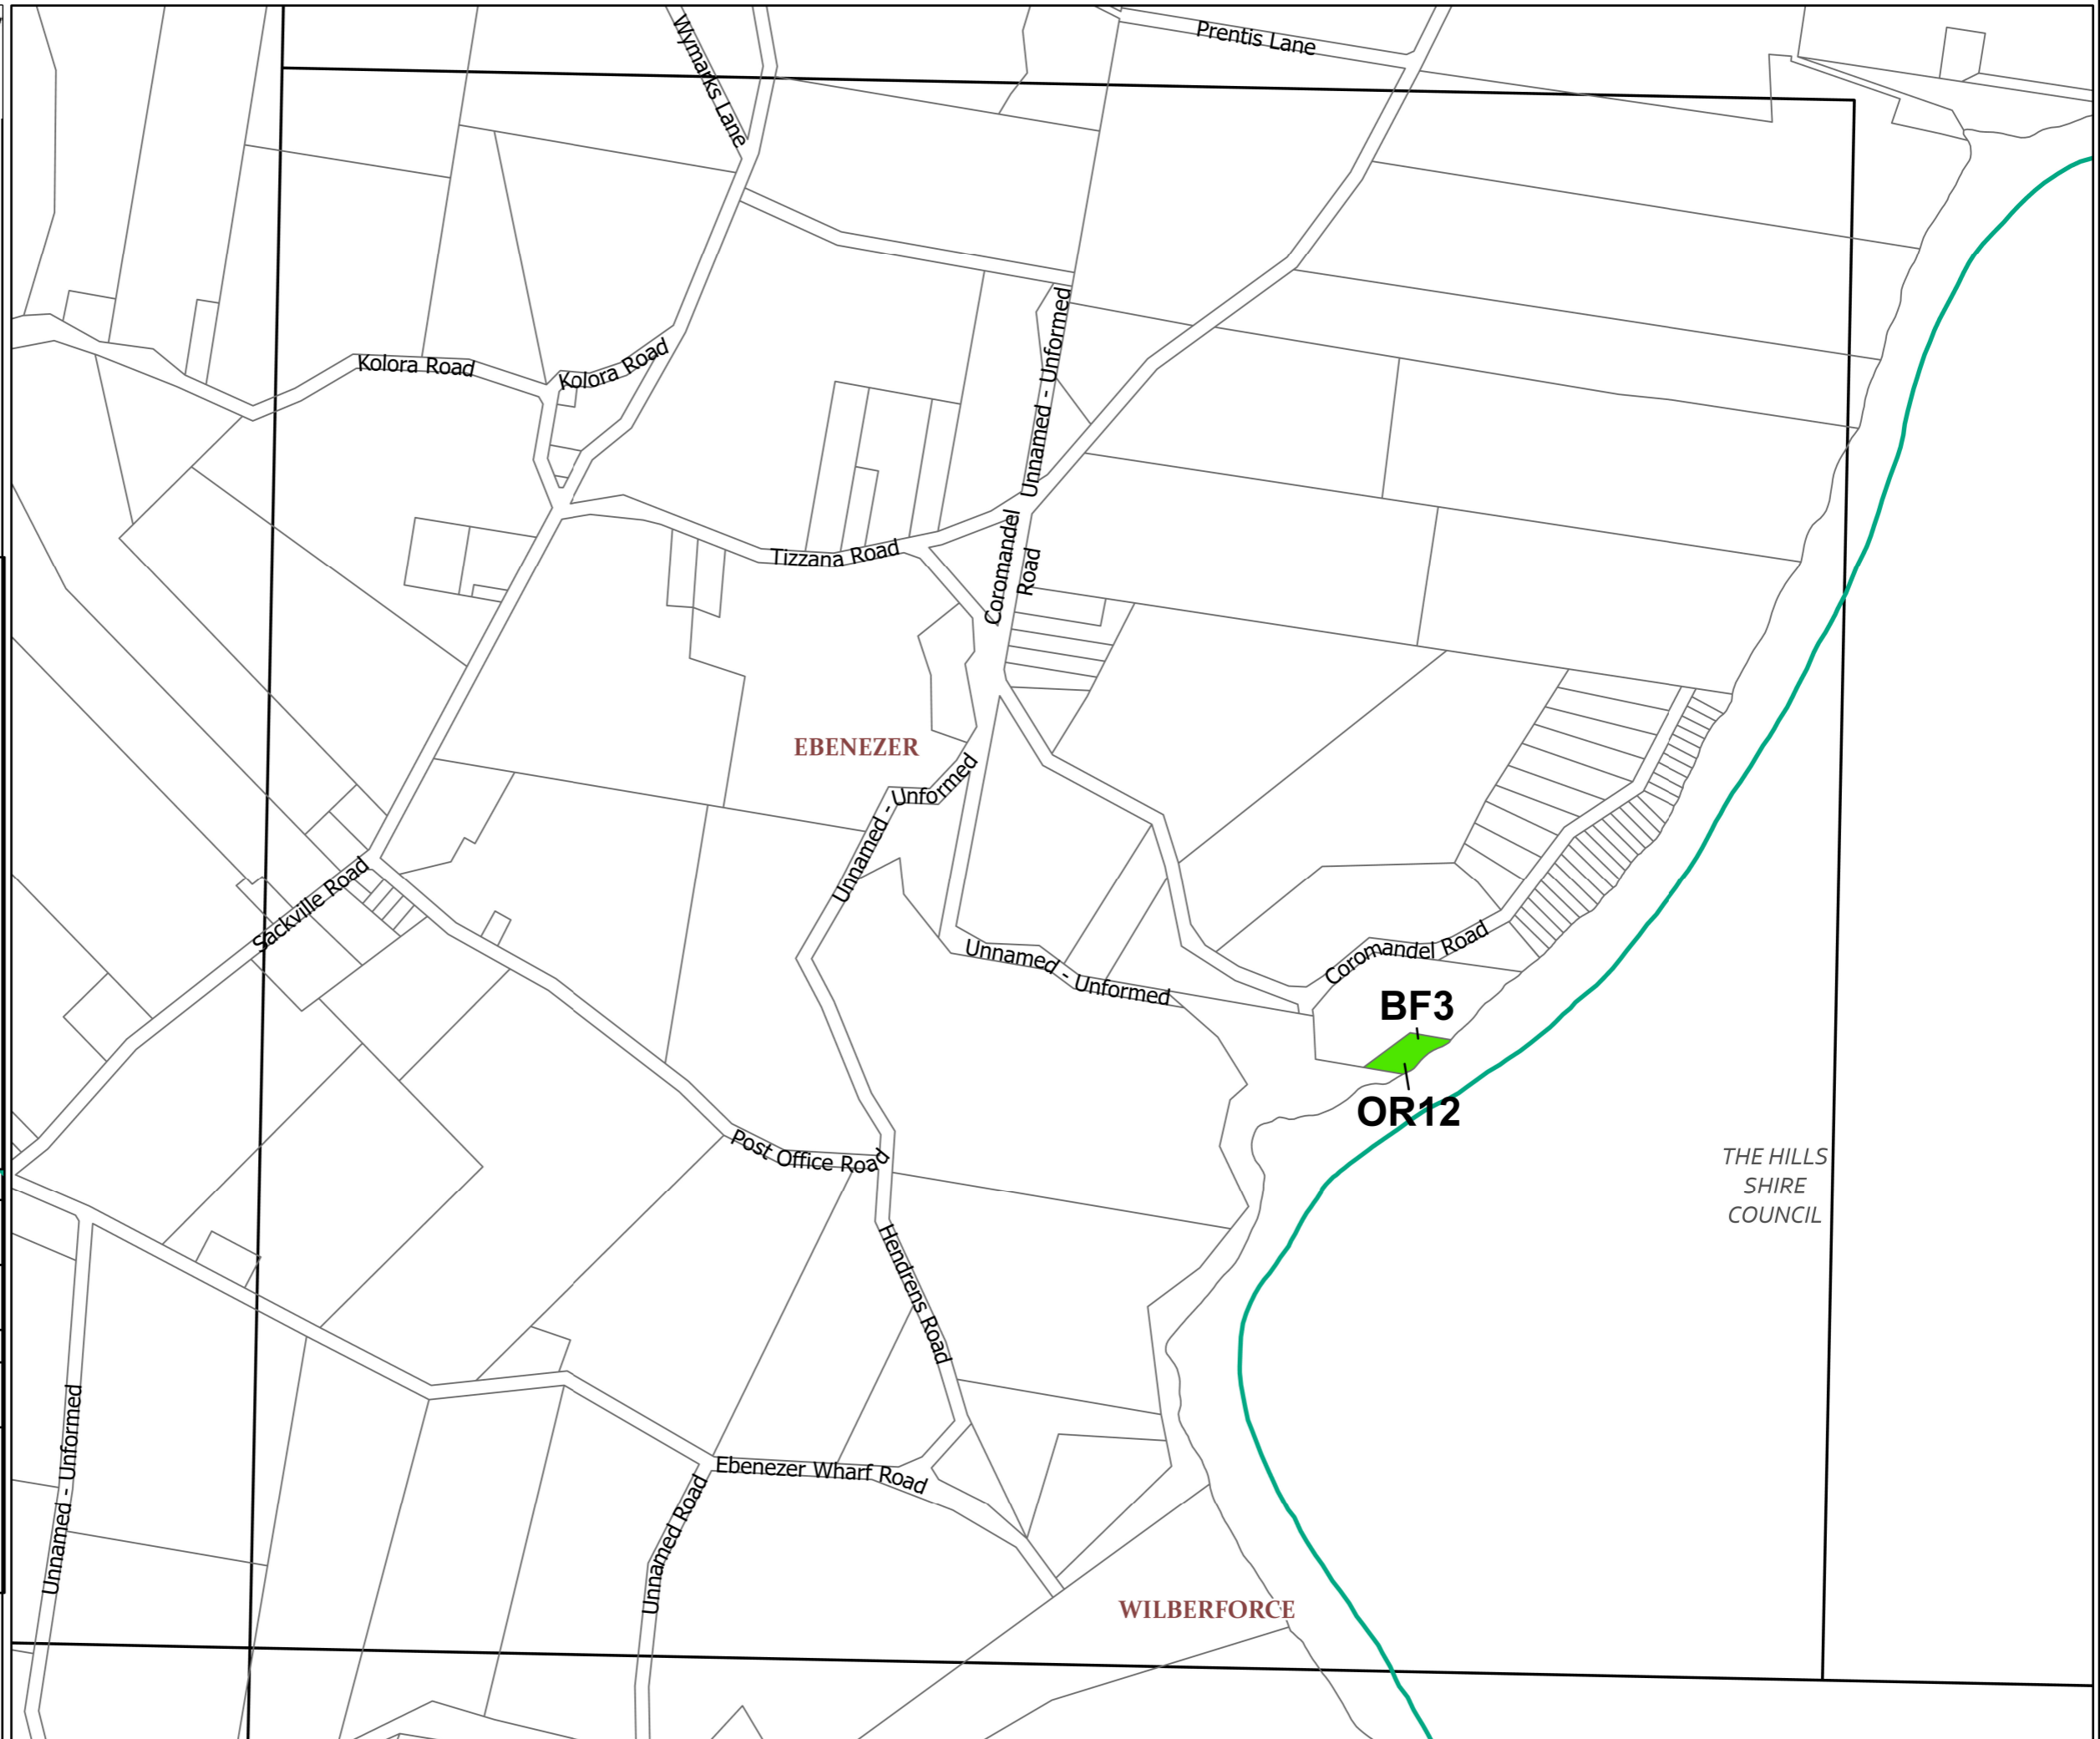 Wymarks Lane
Prentis Lane
Kolora Road
Kolora Road
Unnamed - Unformed
Tizzana Road
Coromandel
Road
EBENEZER
Unnamed - Unformed
Sackville Road
Unnamed - Unformed
Coromandel Road
BF3
OR12
Post Office Road
THE HILLS
SHIRE
COUNCIL
Hendrens Road
Unnamed - Unformed
Ebenezer Wharf Road
Unnamed Road
WILBERFORCE